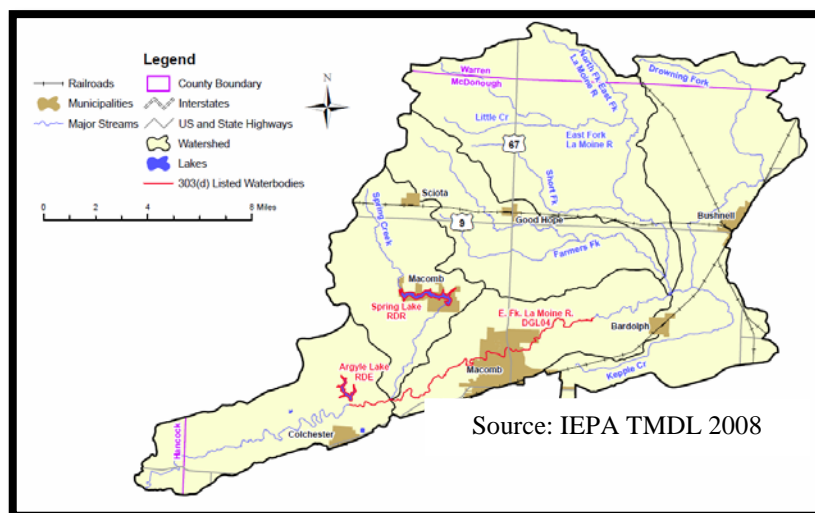 Legend
Railroads
Municipalities
Major Streams
County Boundary
Interstates
US and State Highways
Watershed
Lakes
303(d) Listed Waterbodies
N
0 2 4 6 8 Miles
Warren
McDonough
North Fk East Fk
La Moine R
Drowning Fork
Little Cr
East Fork
La Moine R
67
Short Fk
Sciota
Spring Creek
9
Good Hope
Bushnell
Farmers Fk
Macomb
Spring Lake
RDR
E. Fk. La Moine R.
DGL04
Bardolph
Argyle Lake
RDE
Macomb
Kepple Cr
Colchester
Hancock
Source: IEPA TMDL 2008